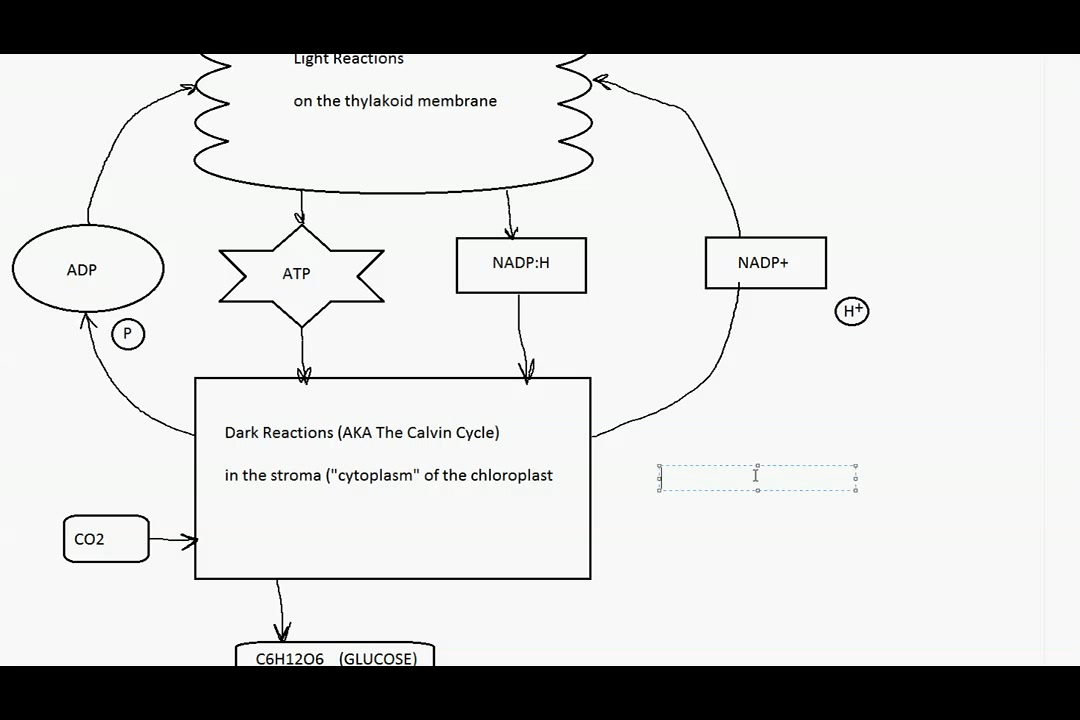 Light Reactions
on the thylakoid membrane
ADP
ATP
NADP:H
NADP+
P
H+
Dark Reactions (AKA The Calvin Cycle)
in the stroma ("cytoplasm" of the chloroplast
CO2
C6H12O6 (GLUCOSE)